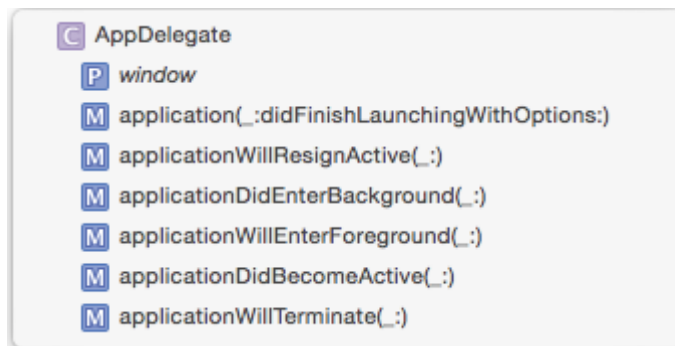 C AppDelegate
P window
M application(_:didFinishLaunchingWithOptions:)
M applicationWillResignActive(_:)
M applicationDidEnterBackground(_:)
M applicationWillEnterForeground(_:)
M applicationDidBecomeActive(_:)
M applicationWillTerminate(_:)